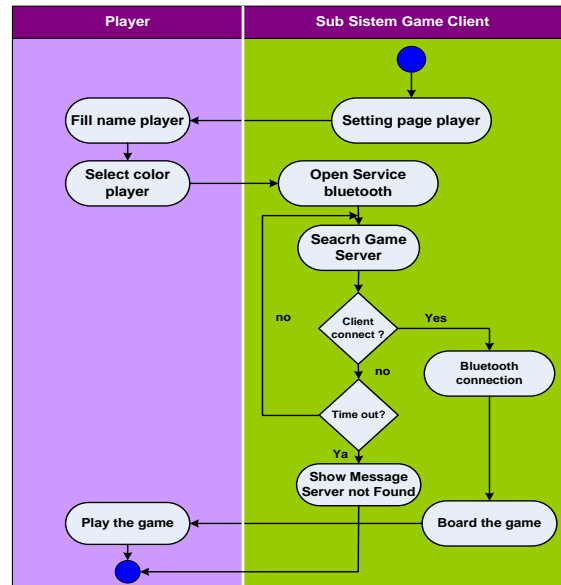 Player
Sub Sistem Game Client
Fill name player
Setting page player
Select color
player
Open Service
bluetooth
Seacrh Game
Server
no
Client
connect ?
Yes
Bluetooth
connection
no
Time out?
Ya
Show Message
Server not Found
Play the game
Board the game